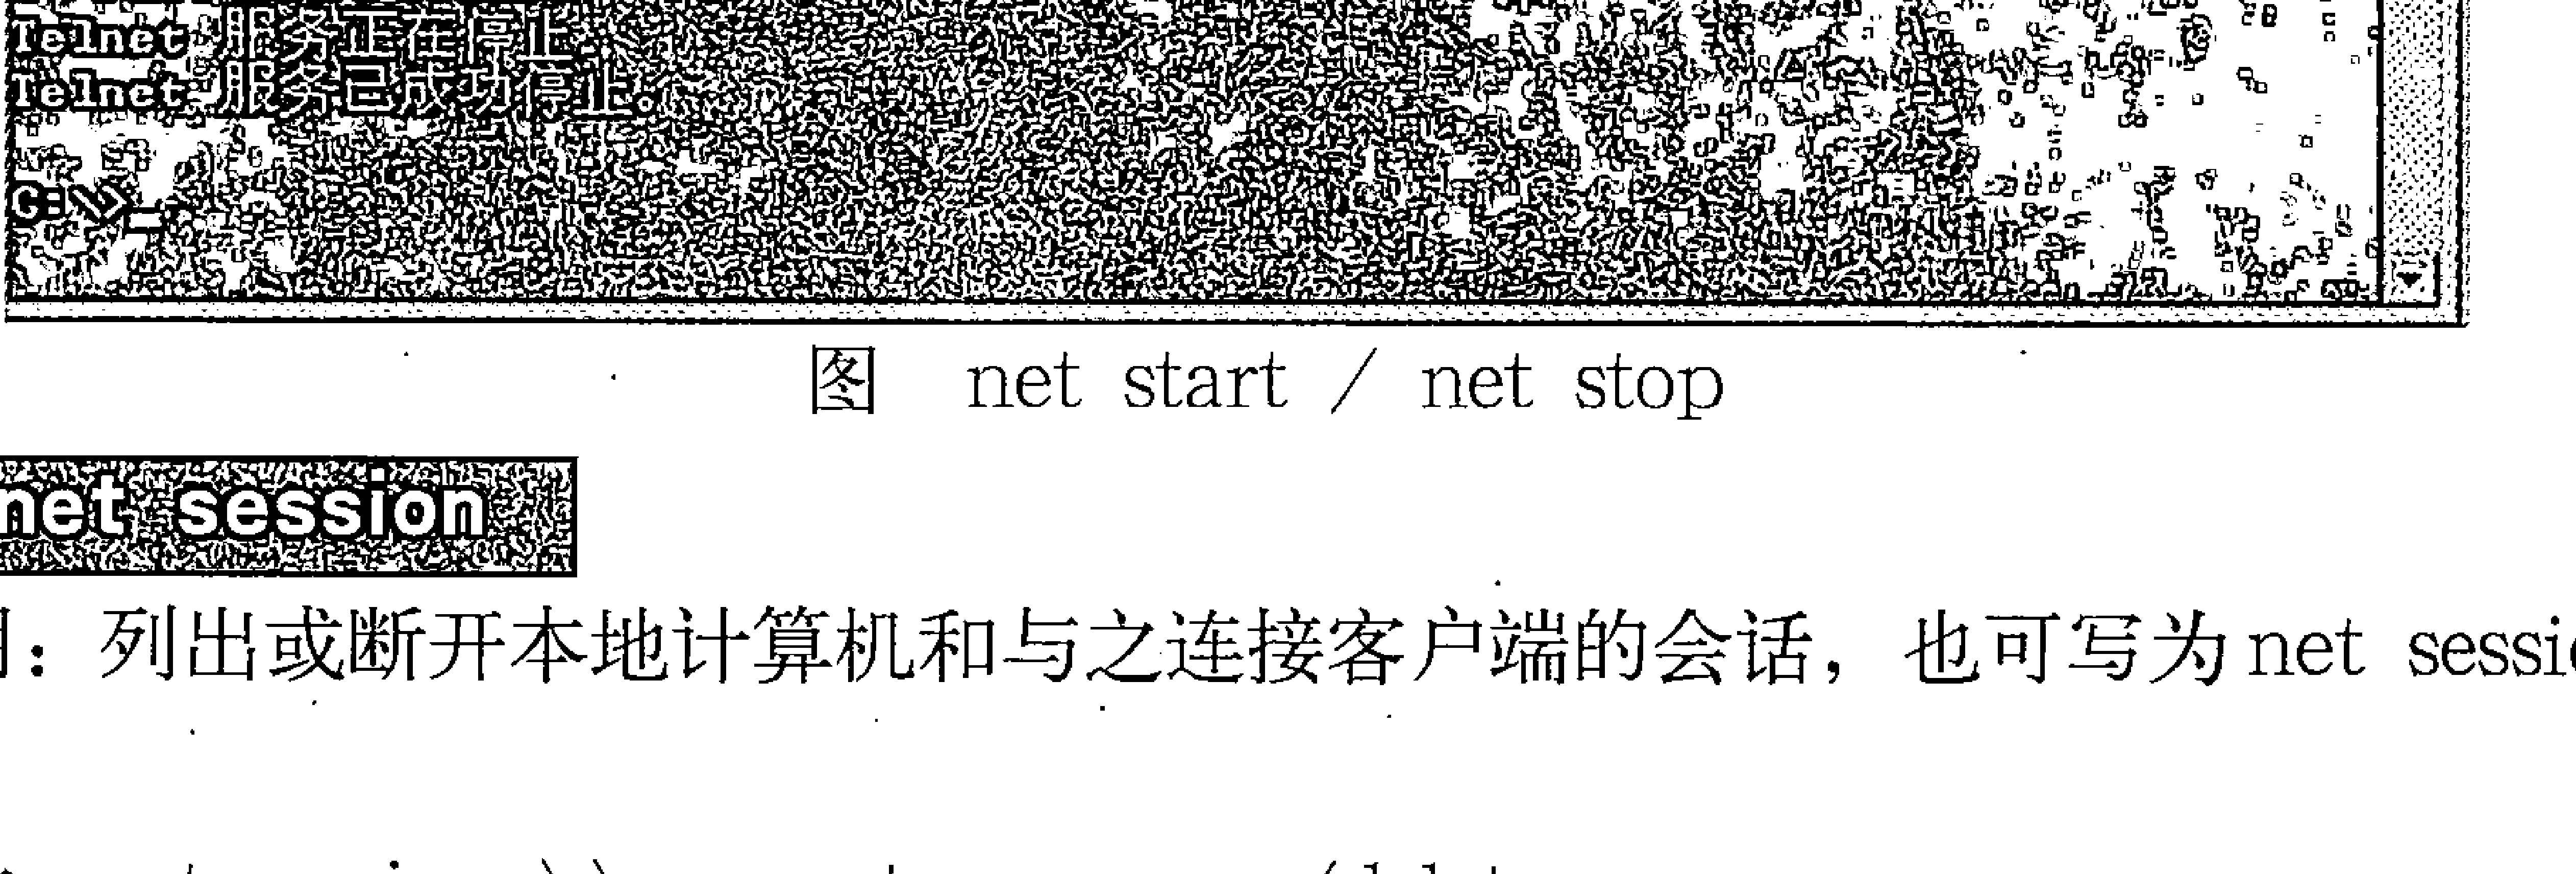 Telnet 服务正在停止.
Telnet 服务已成功停止。
C:\>_
图 net start / net stop
net session
：列出或断开本地计算机和与之连接客户端的会话，也可写为net